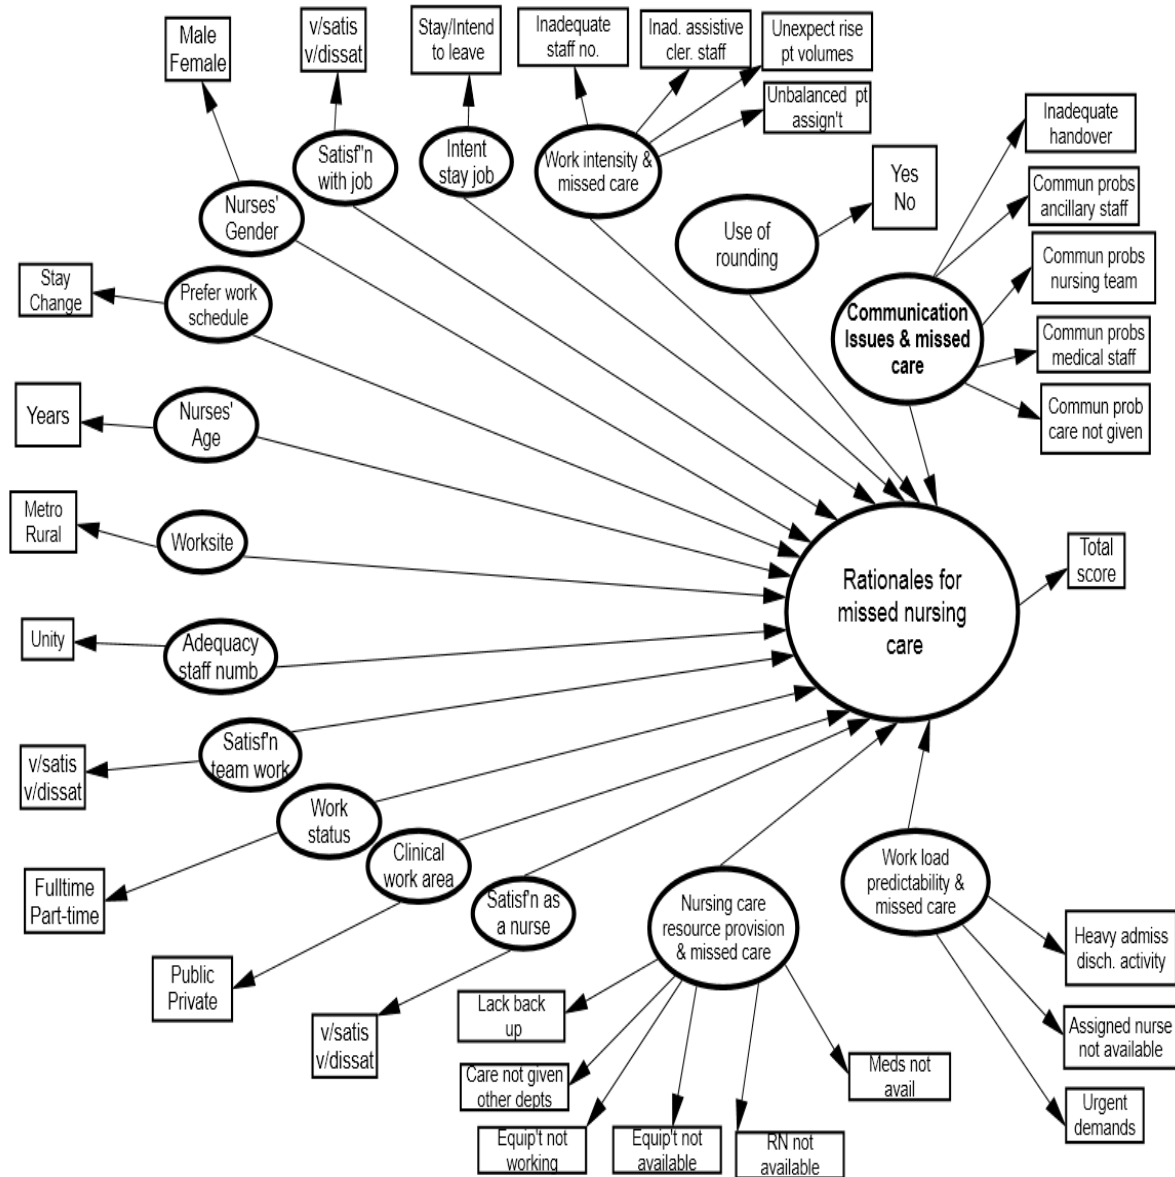 Male
Female
v/satis
v/dissat
Stay/Intend
to leave
Inadequate
staff no.
Inad. assistive
cler. staff
Unexpect rise
pt volumes
Unbalanced pt
assign't
Inadequate
handover
Commun probs
ancillary staff
Commun probs
nursing team
Commun probs
medical staff
Commun prob
care not given
Yes
No
Nurses'
Gender
Satisf"n
with job
Intent
stay job
Work intensity &
missed care
Use of
rounding
Communication
Issues & missed
care
Stay
Change
Prefer work
schedule
Years
Nurses'
Age
Metro
Rural
Worksite
Rationales for
missed nursing
care
Total
score
Unity
Adequacy
staff numb
v/satis
v/dissat
Satisf'n
team work
Fulltime
Part-time
Work
status
Public
Private
Clinical
work area
v/satis
v/dissat
Satisf'n as
a nurse
Nursing care
resource provision
& missed care
Work load
predictability &
missed care
Lack back
up
Care not given
other depts
Equip't not
working
Equip't not
available
RN not
available
Meds not
avail
Heavy admiss
disch. activity
Assigned nurse
not available
Urgent
demands